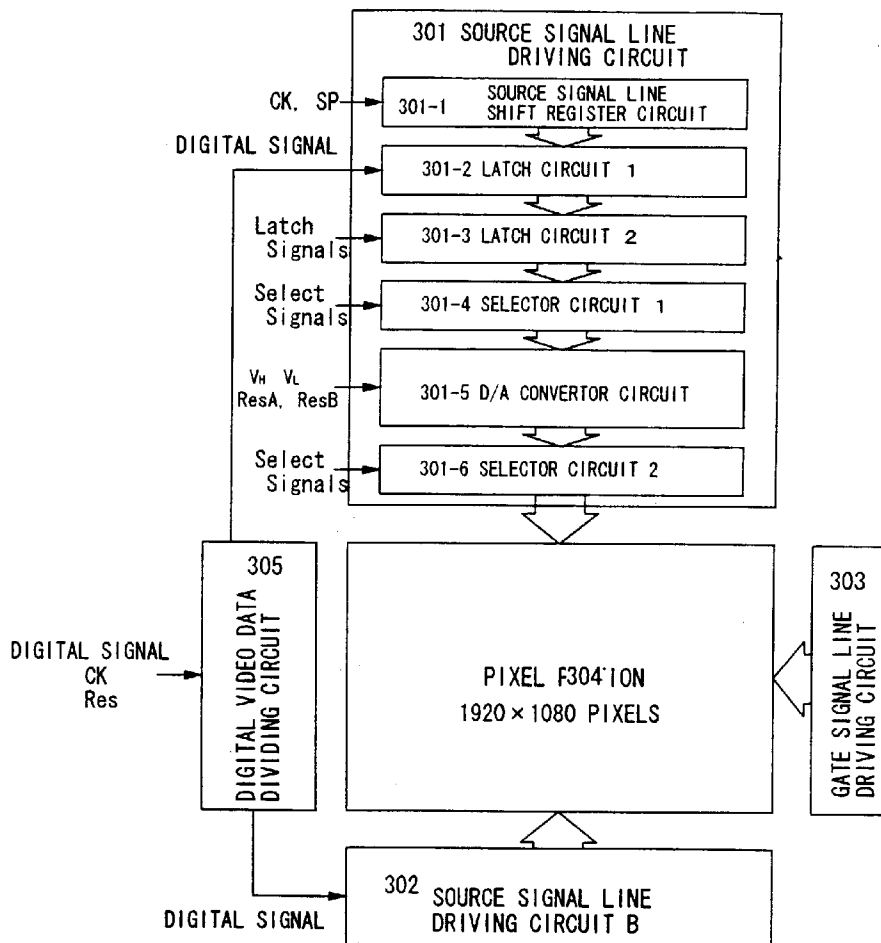 301 SOURCE SIGNAL LINE
DRIVING CIRCUIT
CK, SP
301-1 SOURCE SIGNAL LINE
SHIFT REGISTER CIRCUIT
DIGITAL SIGNAL
301-2 LATCH CIRCUIT 1
Latch
Signals
301-3 LATCH CIRCUIT 2
Select
Signals
301-4 SELECTOR CIRCUIT 1
VH VL
ResA, ResB
301-5 D/A CONVERTOR CIRCUIT
Select
Signals
301-6 SELECTOR CIRCUIT 2
305
DIGITAL VIDEO DATA
DIVIDING CIRCUIT
DIGITAL SIGNAL
CK
Res
PIXEL 304 ION
1920 × 1080 PIXELS
303
GATE SIGNAL LINE
DRIVING CIRCUIT
302 SOURCE SIGNAL LINE
DRIVING CIRCUIT B
DIGITAL SIGNAL